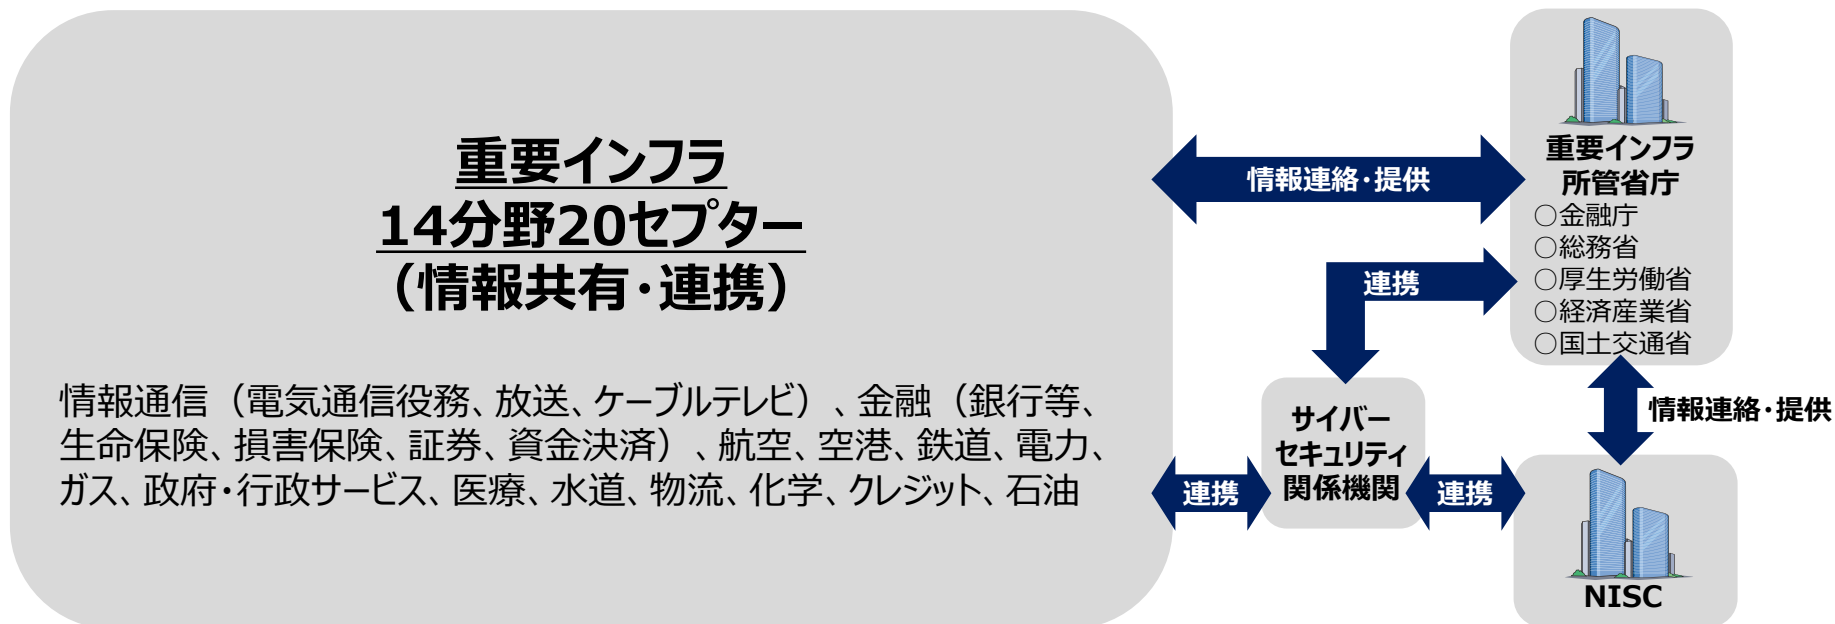 重要インフラ
14分野20セプター
（情報共有・連携）
情報通信（電気通信役務、放送、ケーブルテレビ）、金融（銀行等、
生命保険、損害保険、証券、資金決済）、航空、空港、鉄道、電力、
ガス、政府・行政サービス、医療、水道、物流、化学、クレジット、石油
情報連絡・提供
重要インフラ
所管省庁
○金融庁
○総務省
○厚生労働省
○経済産業省
○国土交通省
連携
情報連絡・提供
サイバー
セキュリティ
関係機関
連携
連携
NISC